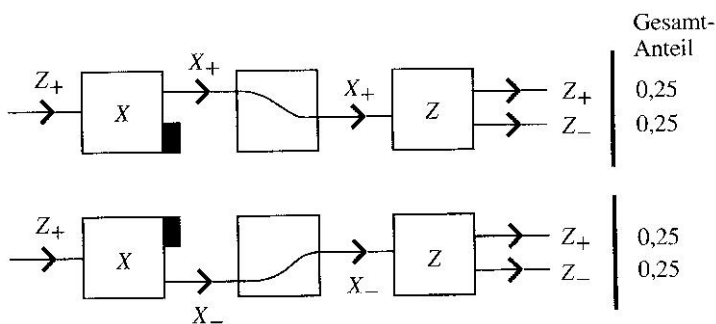 Gesamt-
Anteil
Z₊ X X₊ X₊ Z Z₊ 0,25
Z₋ 0,25
Z₊ X X₋ X₋ Z Z₊ 0,25
Z₋ 0,25